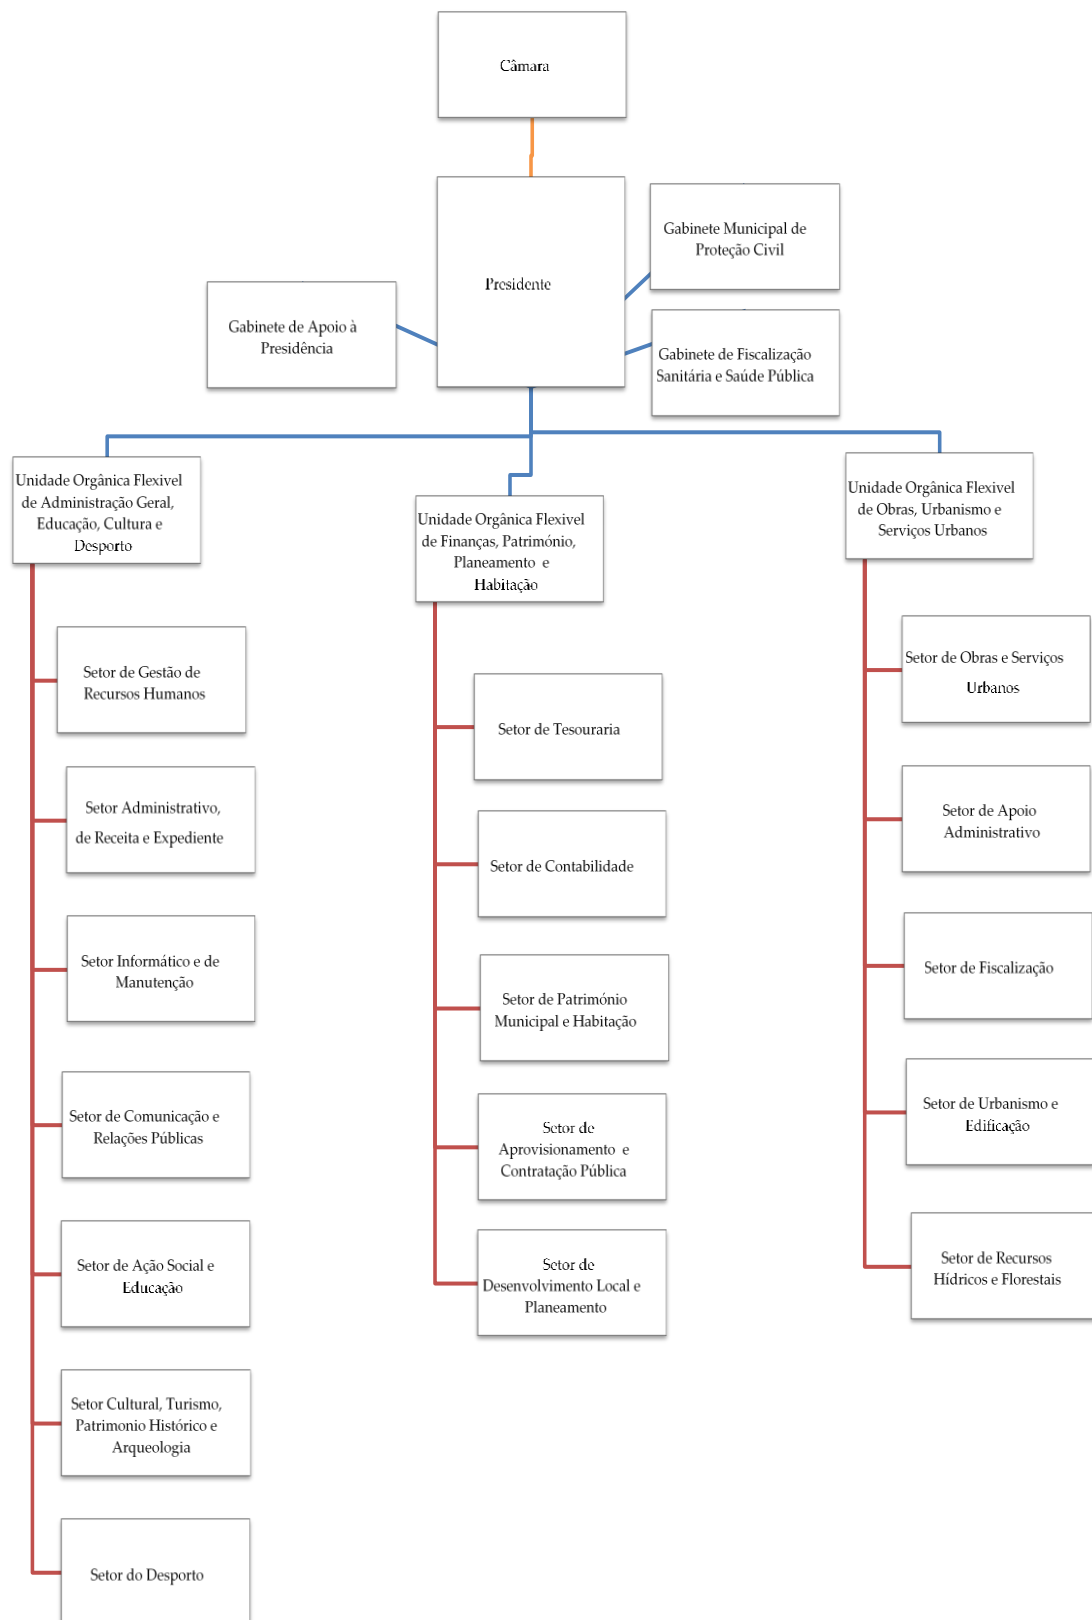 Câmara
Presidente
Gabinete Municipal de
Proteção Civil
Gabinete de Apoio à
Presidência
Gabinete de Fiscalização
Sanitária e Saúde Pública
Unidade Orgânica Flexivel
de Administração Geral,
Educação, Cultura e
Desporto
Setor de Gestão de
Recursos Humanos
Setor Administrativo,
de Receita e Expediente
Setor Informático e de
Manutenção
Setor de Comunicação e
Relações Públicas
Setor de Ação Social e
Educação
Setor Cultural, Turismo,
Patrimonio Histórico e
Arqueologia
Setor do Desporto
Unidade Orgânica Flexivel
de Finanças, Património,
Planeamento e
Habitação
Setor de Tesouraria
Setor de Contabilidade
Setor de Património
Municipal e Habitação
Setor de
Aprovisionamento e
Contratação Pública
Setor de
Desenvolvimento Local e
Planeamento
Unidade Orgânica Flexivel
de Obras, Urbanismo e
Serviços Urbanos
Setor de Obras e Serviços
Urbanos
Setor de Apoio
Administrativo
Setor de Fiscalização
Setor de Urbanismo e
Edificação
Setor de Recursos
Hídricos e Florestais